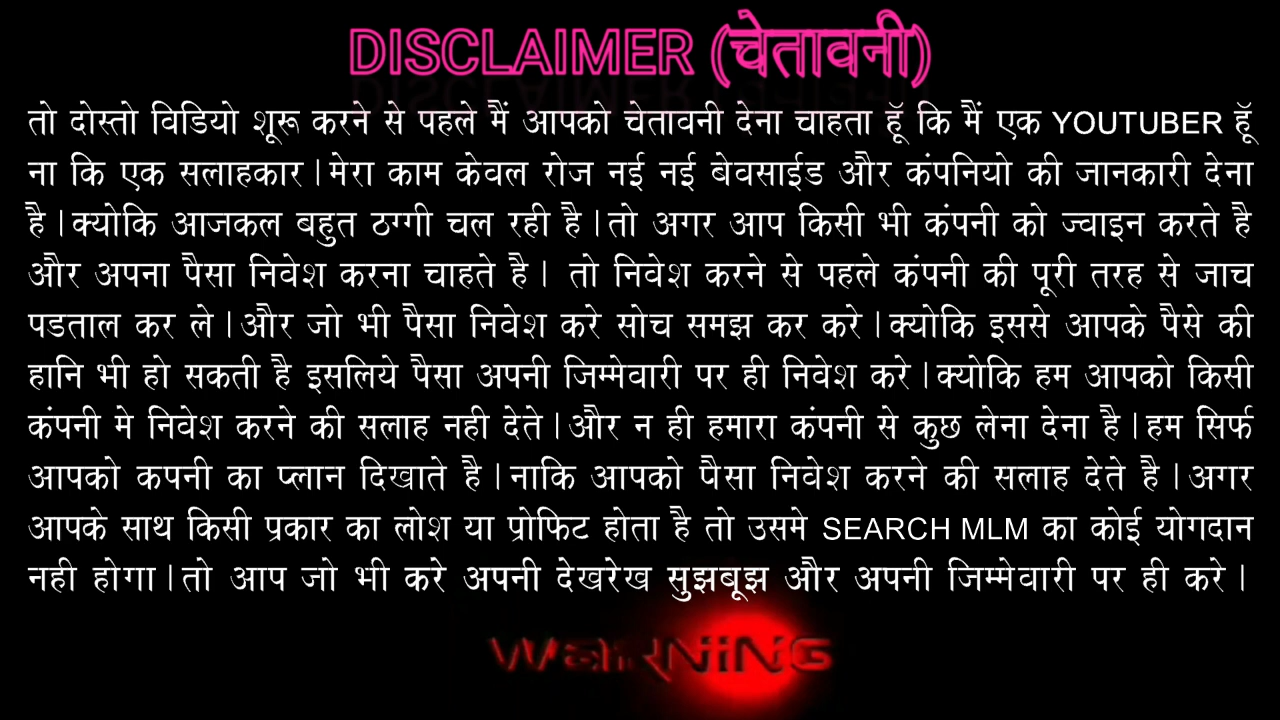 DISCLAIMER (चेतावनी)
तो दोस्तो विडियो शूरू करने से पहले मैं आपको चेतावनी देना चाहता हूॅ कि मैं एक YOUTUBER हूॅ
ना कि एक सलाहकार।मेरा काम केवल रोज नई नई बेवसाईड और कंपनियो की जानकारी देना
है।क्योकि आजकल बहुत ठग्गी चल रही है।तो अगर आप किसी भी कंपनी को ज्वाइन करते है
और अपना पैसा निवेश करना चाहते है। तो निवेश करने से पहले कंपनी की पूरी तरह से जाच
पडताल कर ले।और जो भी पैसा निवेश करे सोच समझ कर करे।क्योकि इससे आपके पैसे की
हानि भी हो सकती है इसलिये पैसा अपनी जिम्मेवारी पर ही निवेश करे।क्योकि हम आपको किसी
कंपनी मे निवेश करने की सलाह नही देते।और न ही हमारा कंपनी से कुछ लेना देना है।हम सिर्फ
आपको कपनी का प्लान दिखाते है।नाकि आपको पैसा निवेश करने की सलाह देते है।अगर
आपके साथ किसी प्रकार का लोश या प्रोफिट होता है तो उसमे SEARCH MLM का कोई योगदान
नही होगा।तो आप जो भी करे अपनी देखरेख सुझबूझ और अपनी जिम्मेवारी पर ही करे।
WARNiNG